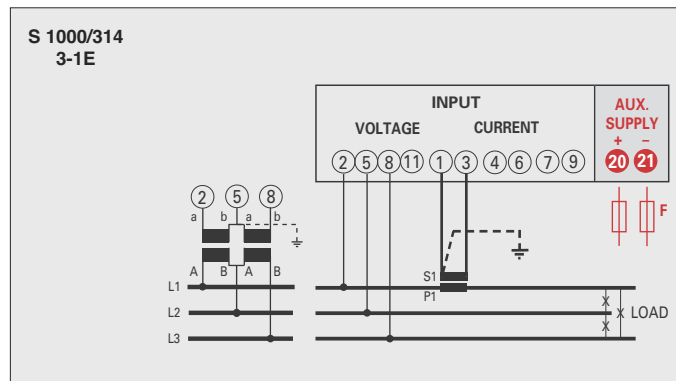 S 1000/314
3-1E
INPUT
VOLTAGE CURRENT
AUX.
SUPPLY
+ −
2 5 8 11 1 3 4 6 7 9 20 21
2 5 8
a b a b
F
S1
P1
A B A B
L1
L2
L3
X
X X LOAD